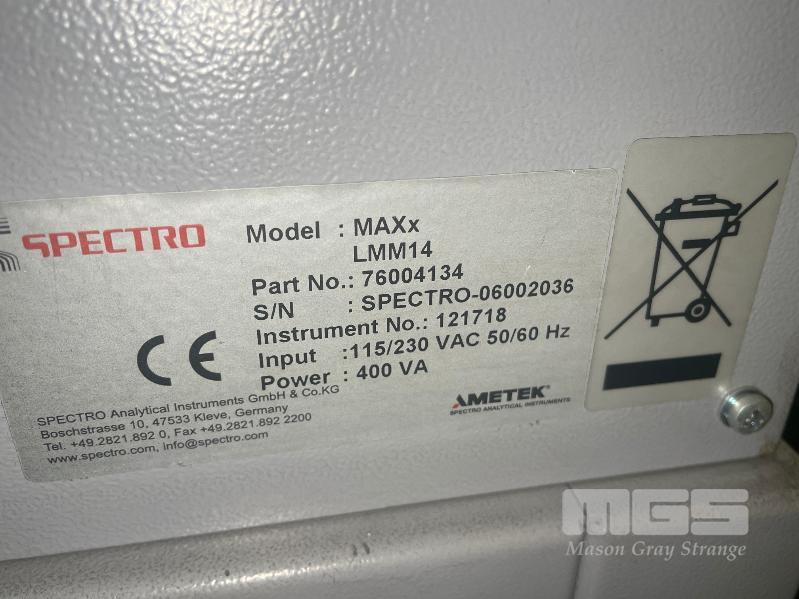 SPECTRO
Model : MAXx
LMM14
Part No.: 76004134
S/N : SPECTRO-06002036
Instrument No.: 121718
Input :115/230 VAC 50/60 Hz
Power : 400 VA
CE
SPECTRO Analytical Instruments GmbH & Co.KG
Boschstrasse 10, 47533 Kleve, Germany
Tel. +49.2821.892 0, Fax +49.2821.892 2200
www.spectro.com, info@spectro.com
AMETEK®
SPECTRO ANALYTICAL INSTRUMENTS
MGS
Mason Gray Strange